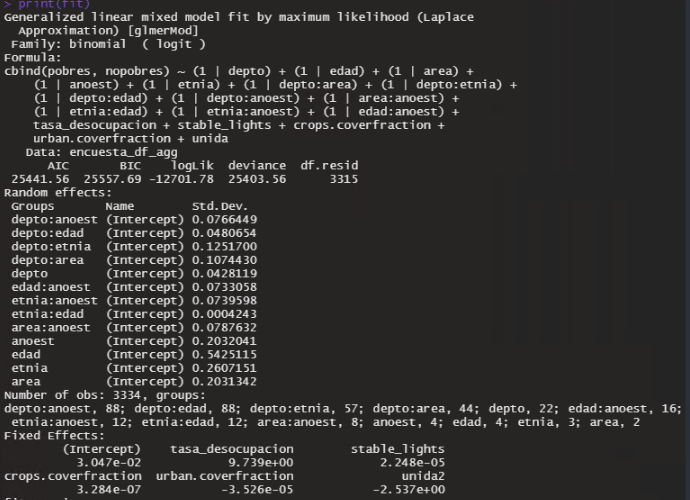 > print(fit)
Generalized linear mixed model fit by maximum likelihood (Laplace
  Approximation) [glmerMod]
 Family: binomial  ( logit )
Formula:
cbind(pobres, nopobres) ~ (1 | depto) + (1 | edad) + (1 | area) +
    (1 | anoest) + (1 | etnia) + (1 | depto:area) + (1 | depto:etnia) +
    (1 | depto:edad) + (1 | depto:anoest) + (1 | area:anoest) +
    (1 | etnia:edad) + (1 | etnia:anoest) + (1 | edad:anoest) +
    tasa_desocupacion + stable_lights + crops.coverfraction +
    urban.coverfraction + unida
   Data: encuesta_df_agg
      AIC       BIC    logLik  deviance  df.resid
 25441.56  25557.69 -12701.78  25403.56      3315
Random effects:
 Groups       Name        Std.Dev.
 depto:anoest (Intercept) 0.0766449
 depto:edad   (Intercept) 0.0480654
 depto:etnia  (Intercept) 0.1251700
 depto:area   (Intercept) 0.1074430
 depto        (Intercept) 0.0428119
 edad:anoest  (Intercept) 0.0733058
 etnia:anoest (Intercept) 0.0739598
 etnia:edad   (Intercept) 0.0004243
 area:anoest  (Intercept) 0.0787632
 anoest       (Intercept) 0.2032041
 edad         (Intercept) 0.5425115
 etnia        (Intercept) 0.2607151
 area         (Intercept) 0.2031342
Number of obs: 3334, groups:
depto:anoest, 88; depto:edad, 88; depto:etnia, 57; depto:area, 44; depto, 22; edad:anoest, 16;
 etnia:anoest, 12; etnia:edad, 12; area:anoest, 8; anoest, 4; edad, 4; etnia, 3; area, 2
Fixed Effects:
        (Intercept)    tasa_desocupacion        stable_lights
          3.047e-02            9.739e+00            2.248e-05
crops.coverfraction  urban.coverfraction               unida2
          3.284e-07           -3.526e-05           -2.537e+00